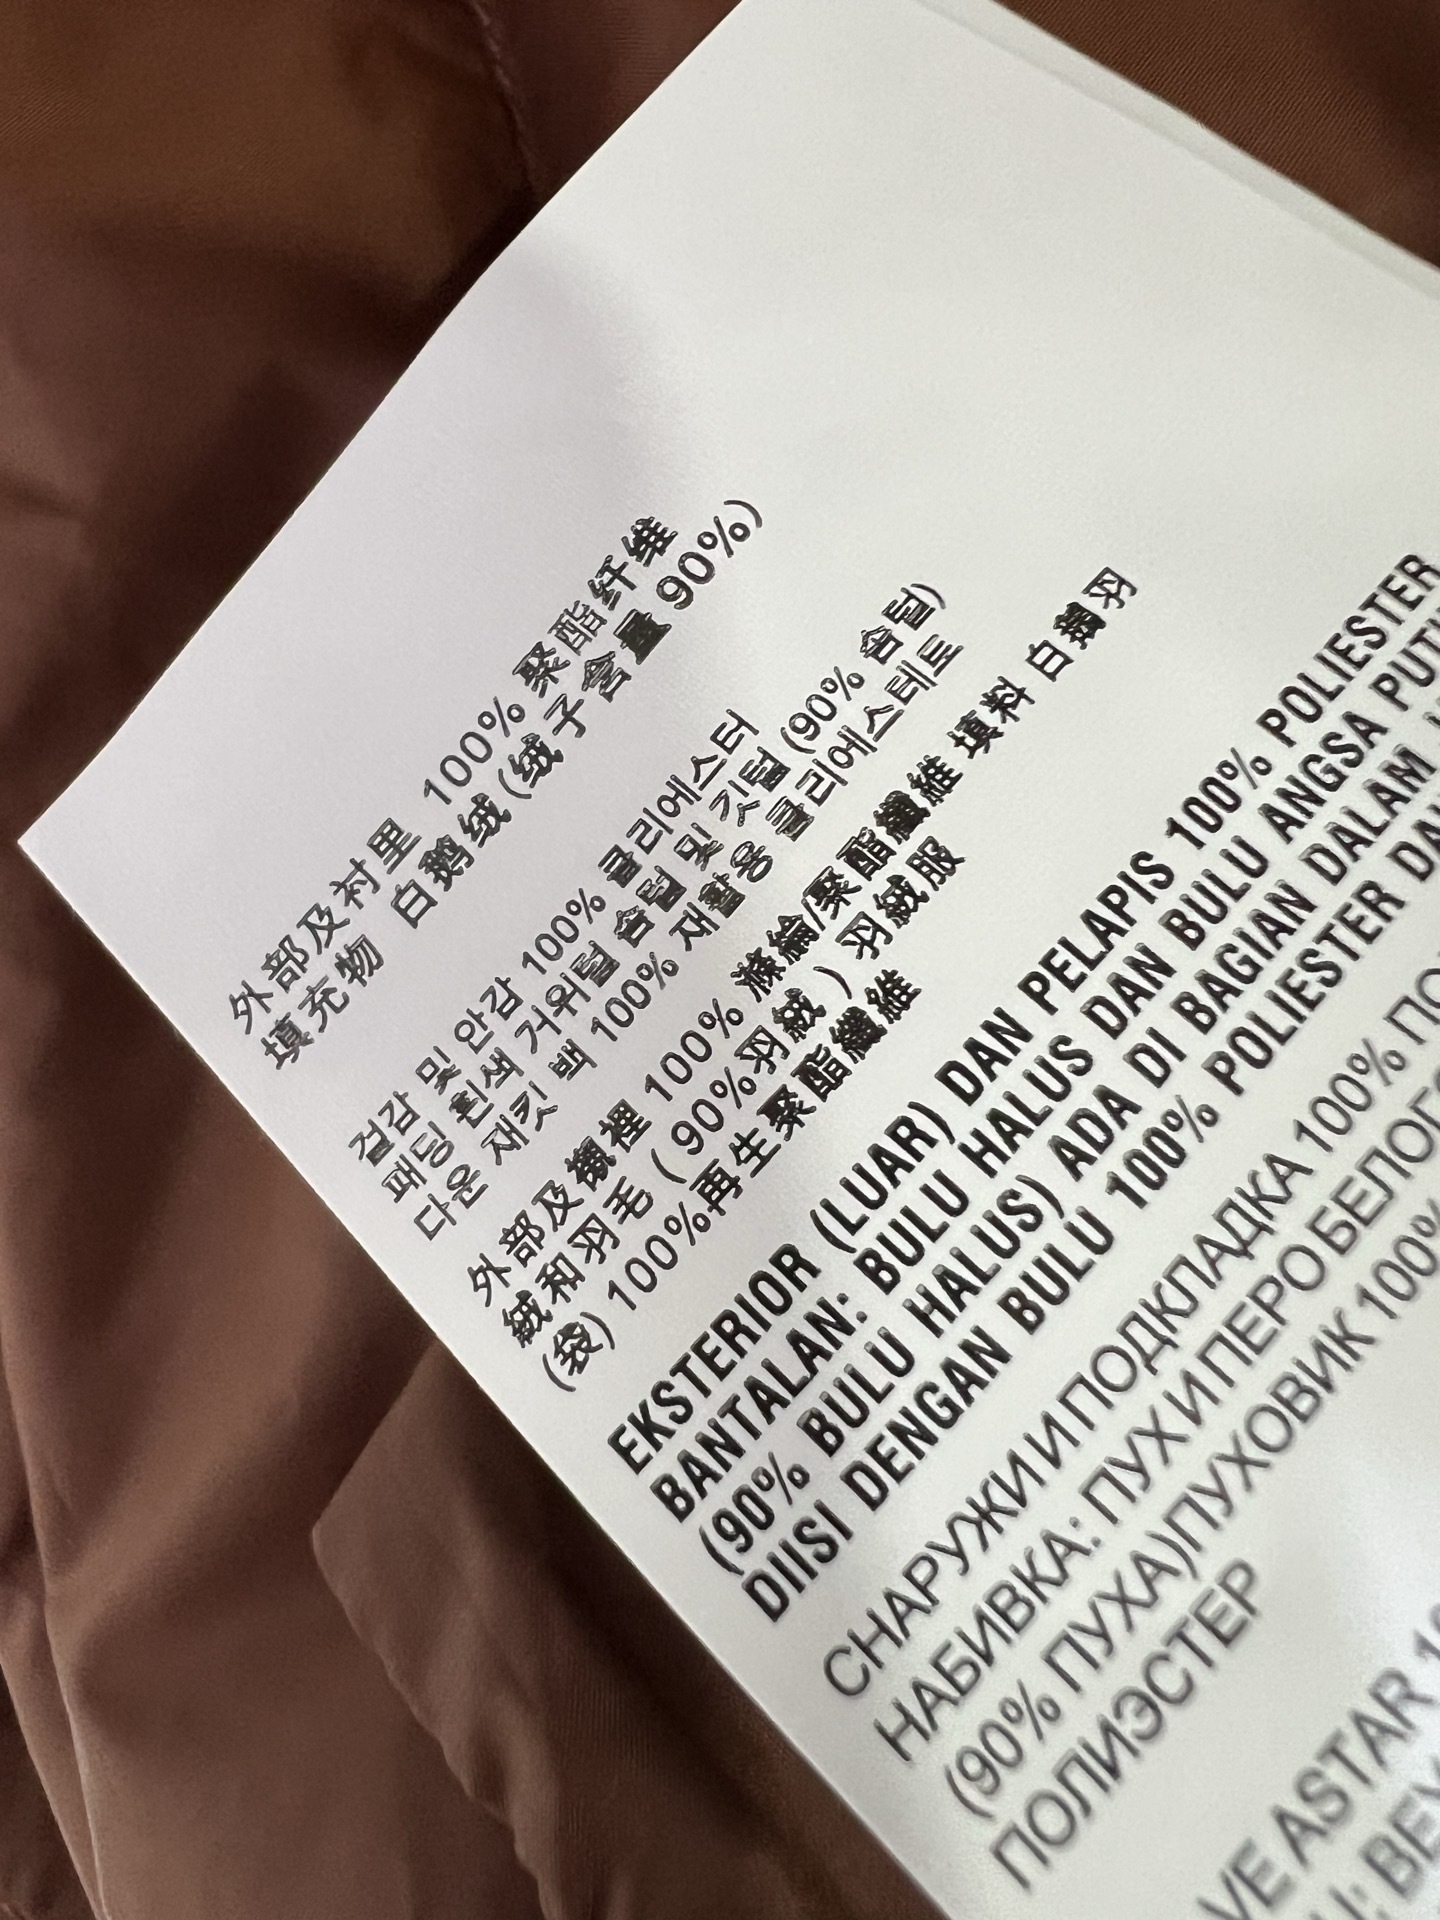 外部及衬里 100% 聚酯纤维
填充物 白鹅绒 (绒子含量 90%)
겉감 및 안감 100% 폴리에스터
패딩 흰색 거위털 솜털 및 깃털 (90% 솜털)
다운 재킷 백 100% 재활용 폴리에스테르
外部及襯裡 100% 滌綸/聚酯纖維 填料 白鵝羽
絨和羽毛 ( 90%羽絨 ) 羽絨服
(袋) 100%再生聚酯纖維
EKSTERIOR (LUAR) DAN PELAPIS 100% POLIESTER
BANTALAN: BULU HALUS DAN BULU ANGSA PUTI
(90% BULU HALUS) ADA DI BAGIAN DALAM
DIISI DENGAN BULU 100% POLIESTER DA
СНАРУЖИ И ПОДКЛАДКА 100% ПО
НАБИВКА: ПУХ И ПЕРО БЕЛОГО
(90% ПУХА)ПУХОВИК 100%
ПОЛИЭСТЕР
VE ASTAR
BEY